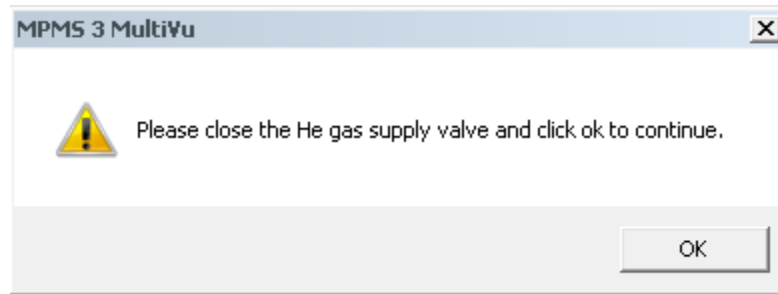 MPMS 3 MultiVu
Please close the He gas supply valve and click ok to continue.
OK